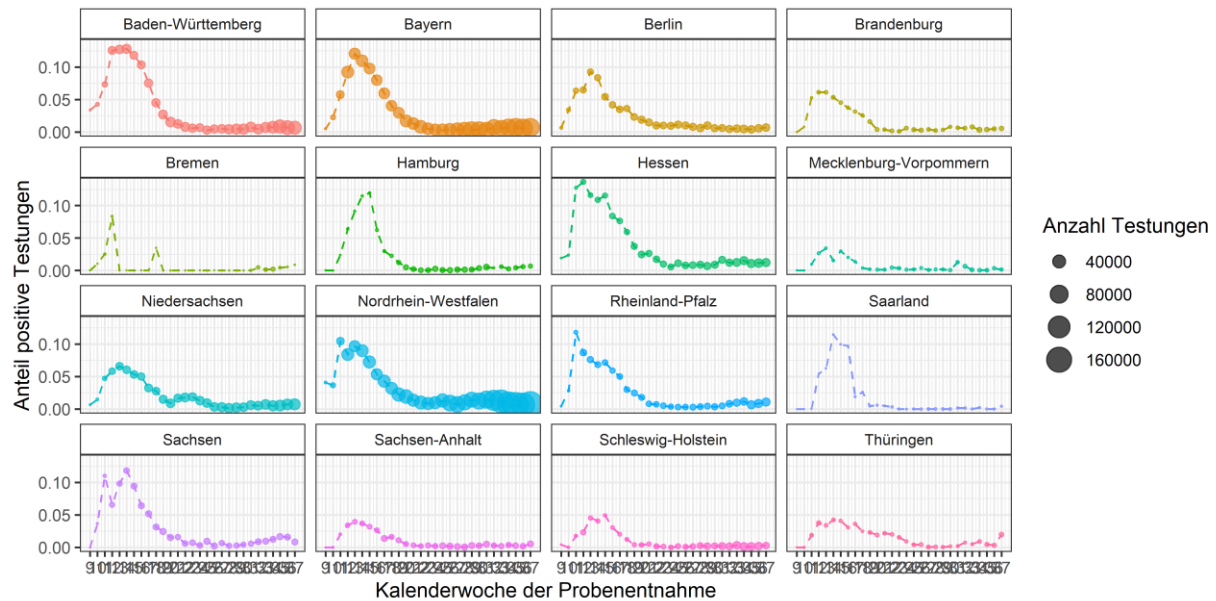 Baden-Württemberg
Bayern
Berlin
Brandenburg
0.10
0.05
0.00
Bremen
Hamburg
Hessen
Mecklenburg-Vorpommern
0.10
0.05
0.00
Niedersachsen
Nordrhein-Westfalen
Rheinland-Pfalz
Saarland
0.10
0.05
0.00
Sachsen
Sachsen-Anhalt
Schleswig-Holstein
Thüringen
0.10
0.05
0.00
Anteil positive Testungen
Kalenderwoche der Probenentnahme
Anzahl Testungen
40000
80000
120000
160000